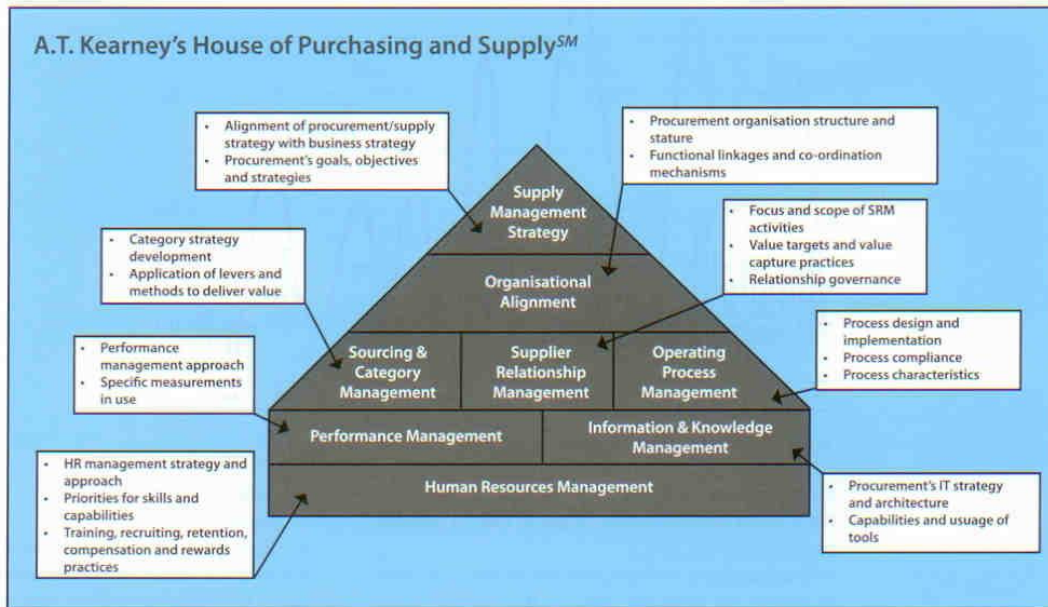 A.T. Kearney's House of Purchasing and Supply℠
• Alignment of procurement/supply
strategy with business strategy
• Procurement's goals, objectives
and strategies
• Procurement organisation structure and
stature
• Functional linkages and co-ordination
mechanisms
Supply
Management
Strategy
• Category strategy
development
• Application of levers and
methods to deliver value
• Focus and scope of SRM
activities
• Value targets and value
capture practices
• Relationship governance
Organisational
Alignment
• Performance
management approach
• Specific measurements
in use
Sourcing &
Category
Management
Supplier
Relationship
Management
Operating
Process
Management
• Process design and
implementation
• Process compliance
• Process characteristics
Performance Management
Information & Knowledge
Management
• HR management strategy and
approach
• Priorities for skills and
capabilities
• Training, recruiting, retention,
compensation and rewards
practices
Human Resources Management
• Procurement's IT strategy
and architecture
• Capabilities and usuage of
tools